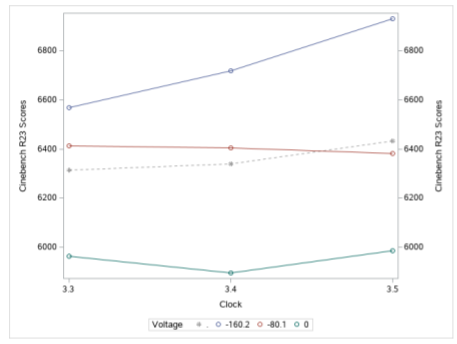 6800
6800
6600
6600
6400
6400
6200
6200
6000
6000
Cinebench R23 Scores
Cinebench R23 Scores
3.3 3.4 3.5
Clock
Voltage . -160.2 -80.1 0